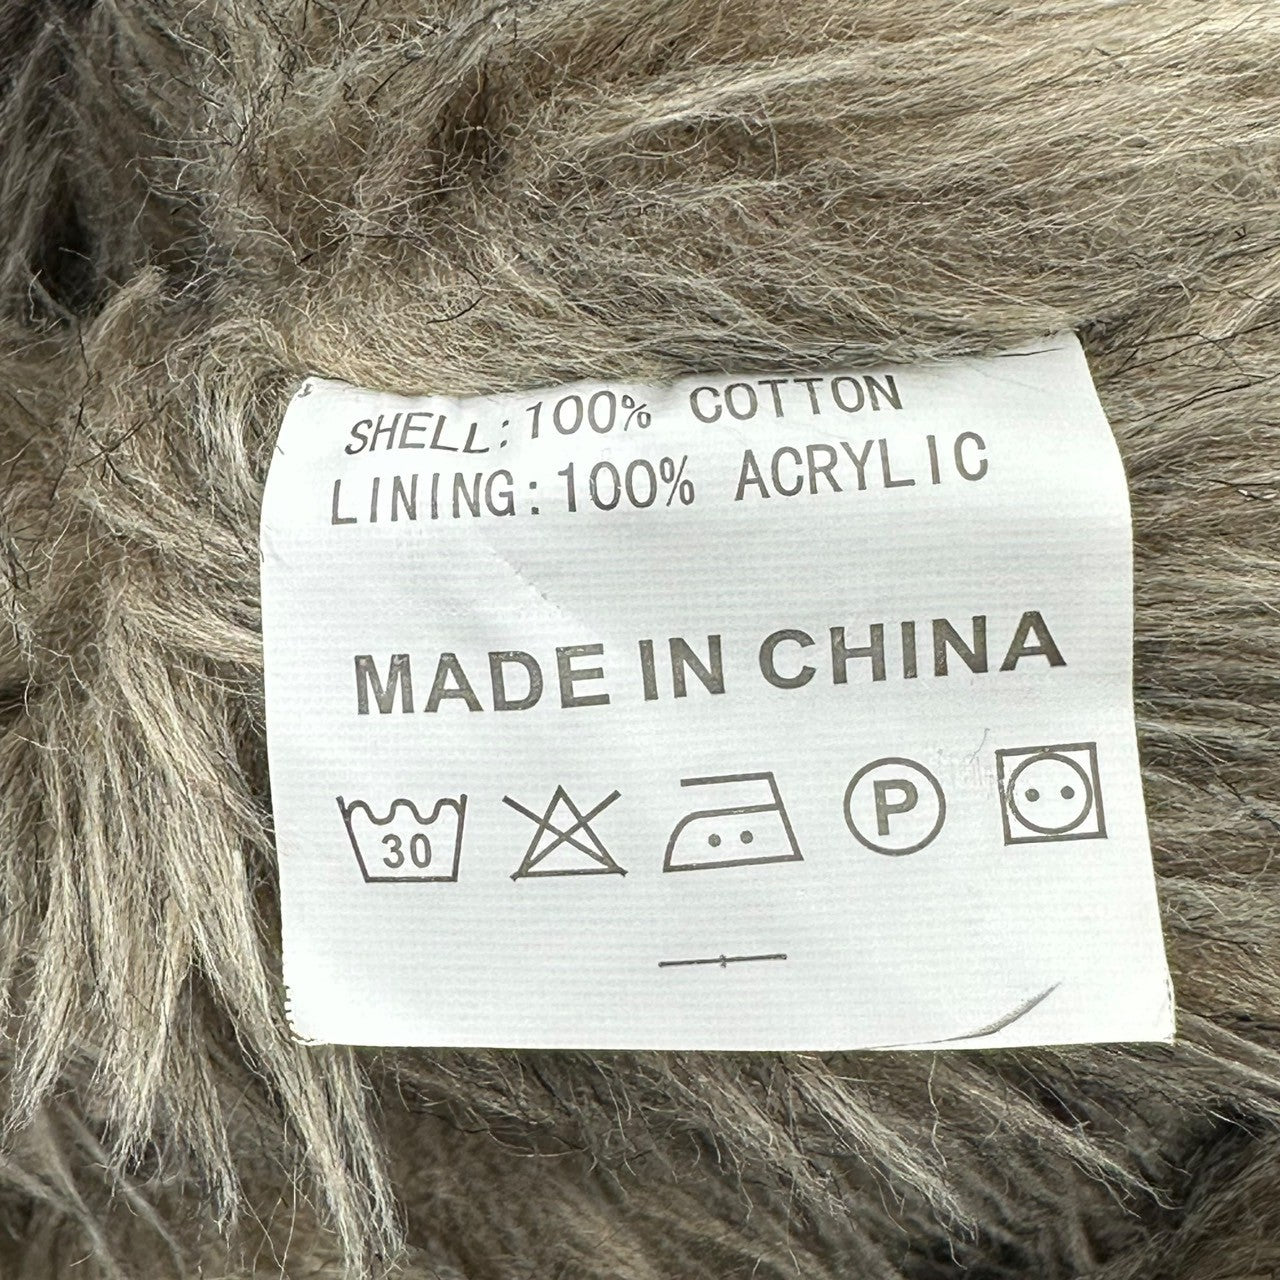 SHELL:100% COTTON
LINING:100% ACRYLIC
MADE IN CHINA
30 P